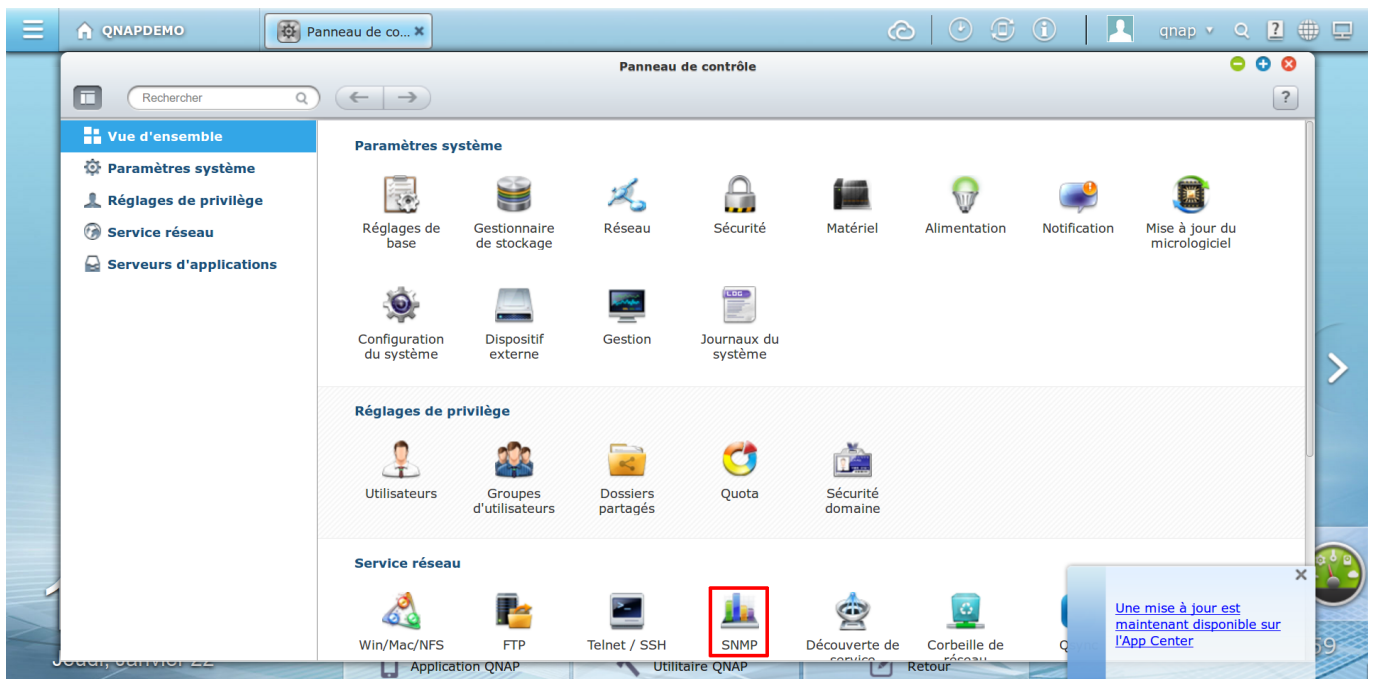 QNAPDEMO
Panneau de co...
qnap
Panneau de contrôle
Rechercher
Vue d'ensemble
Paramètres système
Réglages de privilège
Service réseau
Serveurs d'applications
Paramètres système
Réglages de base
Gestionnaire de stockage
Réseau
Sécurité
Matériel
Alimentation
Notification
Mise à jour du micrologiciel
Configuration du système
Dispositif externe
Gestion
LOG
Journaux du système
Réglages de privilège
Utilisateurs
Groupes d'utilisateurs
Dossiers partagés
Quota
Sécurité domaine
Service réseau
Win/Mac/NFS
FTP
Telnet / SSH
SNMP
Découverte de service
Corbeille de réseau
Une mise à jour est
maintenant disponible sur
l'App Center
Application QNAP
Utilitaire QNAP
Retour